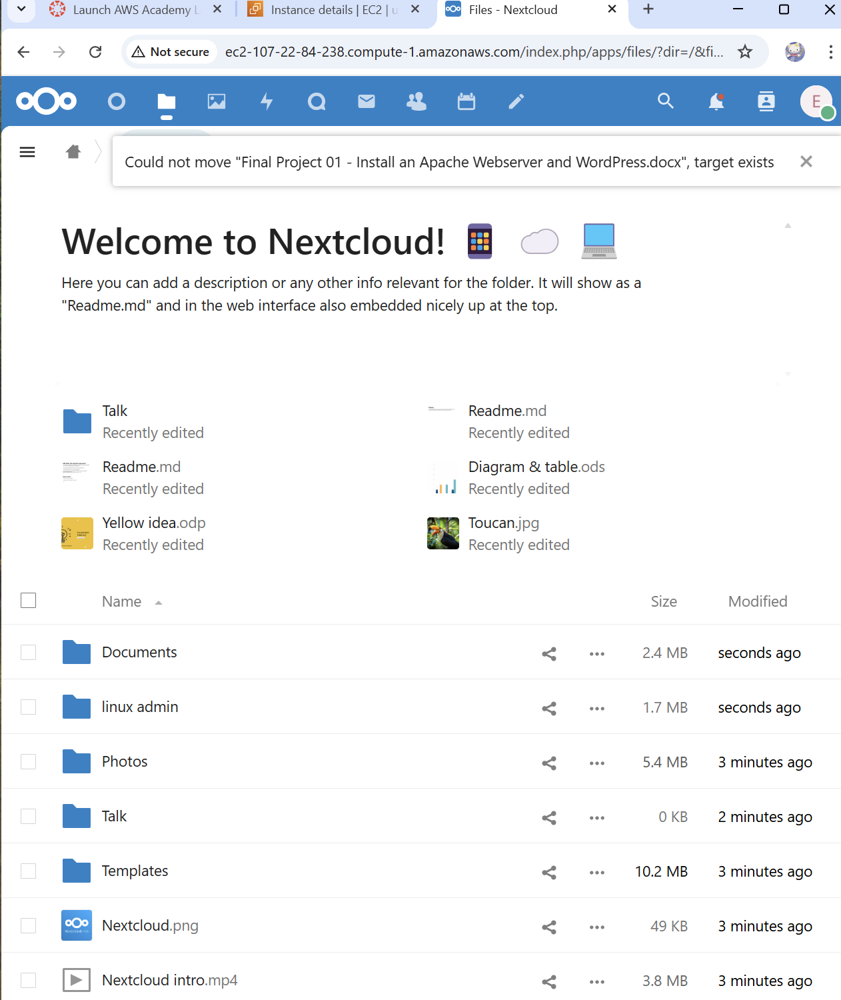 Launch AWS Academy L
Instance details | EC2 | u
Files - Nextcloud
Not secure
ec2-107-22-84-238.compute-1.amazonaws.com/index.php/apps/files/?dir=/&fi...
E
Could not move "Final Project 01 - Install an Apache Webserver and WordPress.docx", target exists
Welcome to Nextcloud!
Here you can add a description or any other info relevant for the folder. It will show as a
"Readme.md" and in the web interface also embedded nicely up at the top.
Talk
Recently edited
Readme.md
Recently edited
Readme.md
Recently edited
Diagram & table.ods
Recently edited
Yellow idea.odp
Recently edited
Toucan.jpg
Recently edited
Name Size Modified
Documents 2.4 MB seconds ago
linux admin 1.7 MB seconds ago
Photos 5.4 MB 3 minutes ago
Talk 0 KB 2 minutes ago
Templates 10.2 MB 3 minutes ago
Nextcloud.png 49 KB 3 minutes ago
Nextcloud intro.mp4 3.8 MB 3 minutes ago